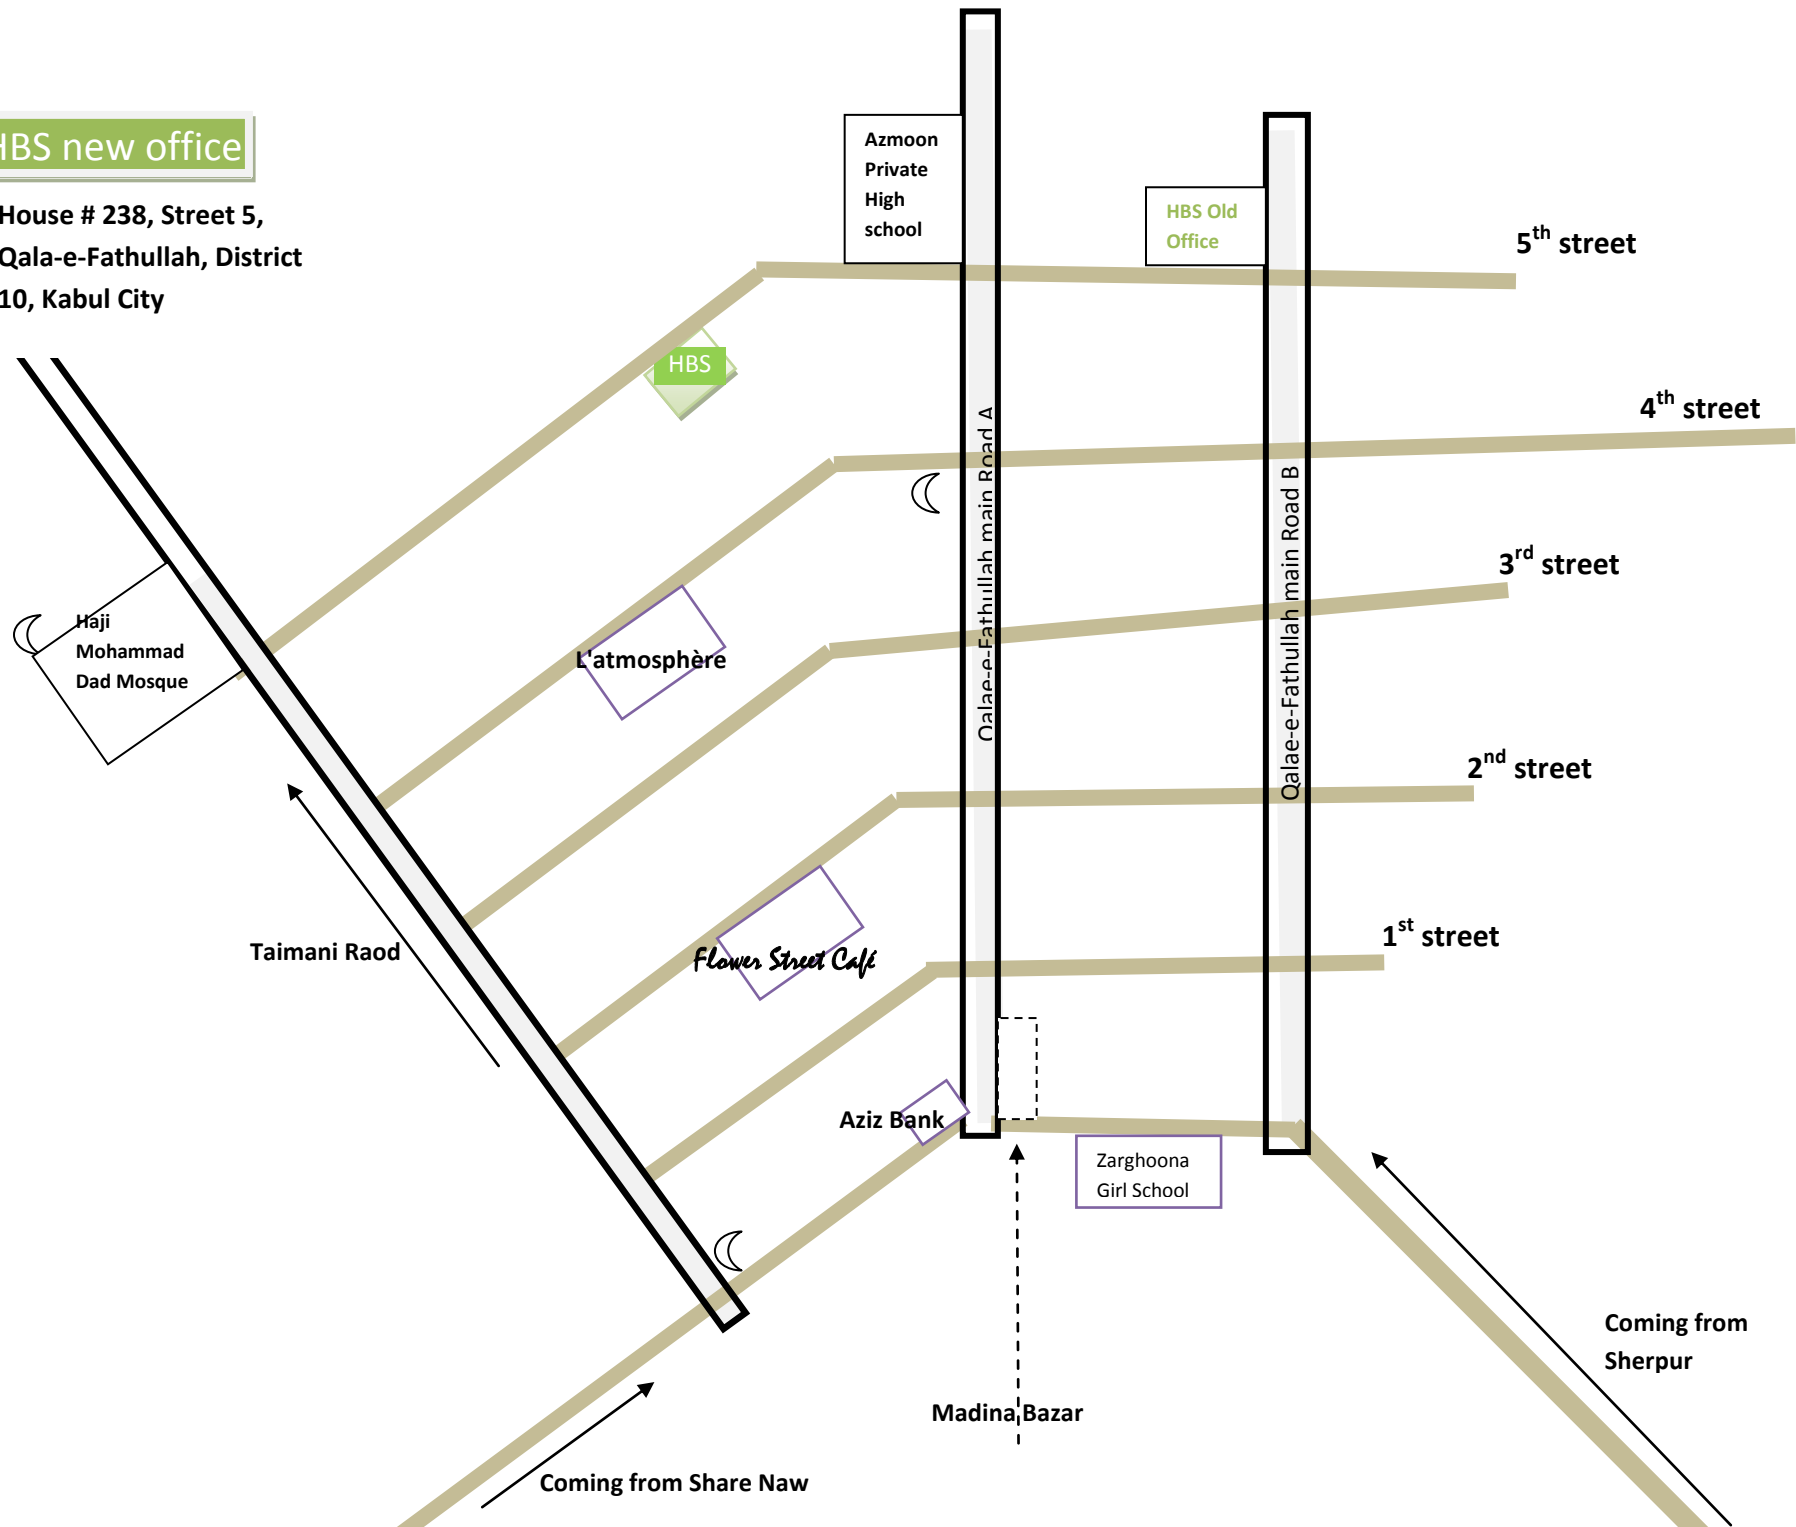 HBS new office
House # 238, Street 5,
Qala-e-Fathullah, District
10, Kabul City
Azmoon
Private
High
school
HBS Old
Office
5th street
HBS
4th street
Qalae-e-Fathullah main Road A
Qalae-e-Fathullah main Road B
3rd street
Haji
Mohammad
Dad Mosque
L'atmosphère
2nd street
Taimani Raod
Flower Street Café
1st street
Aziz Bank
Zarghoona
Girl School
Coming from
Sherpur
Madina Bazar
Coming from Share Naw